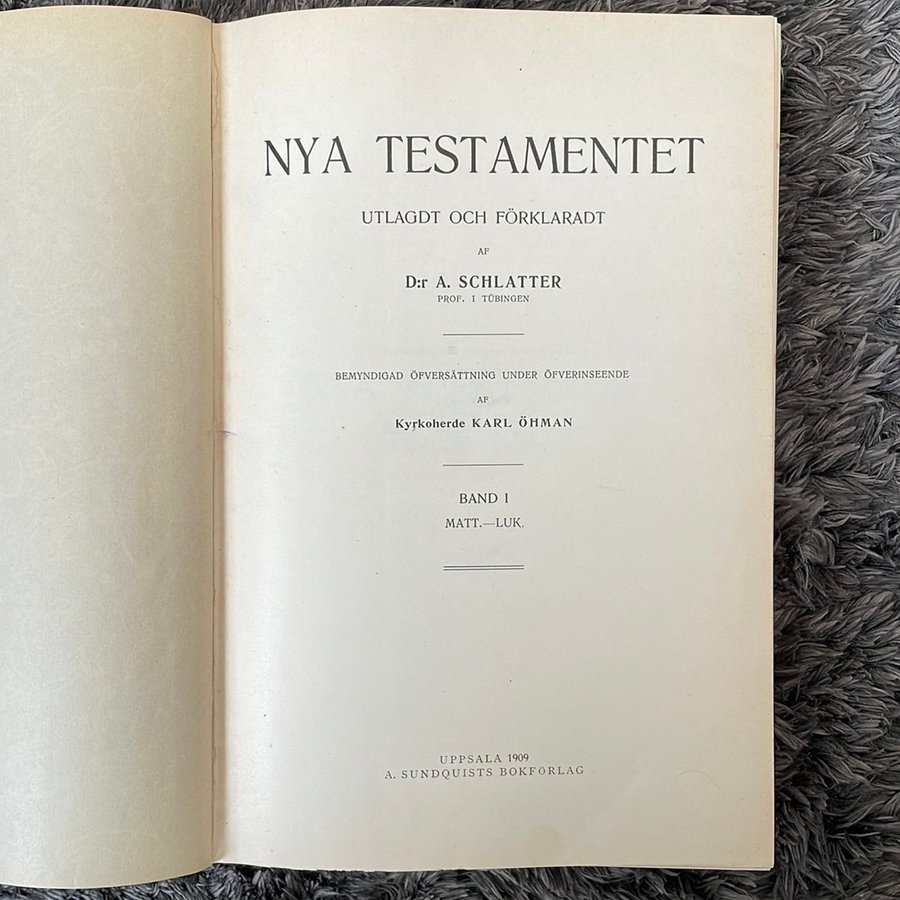 NYA TESTAMENTET
UTLAGDT OCH FÖRKLARADT
AF
D:r A. SCHLATTER
PROF. I TÜBINGEN
BEMYNDIGAD ÖFVERSÄTTNING UNDER ÖFVERINSEENDE
AF
Kyrkoherde KARL ÖHMAN
BAND I
MATT.—LUK.
UPPSALA 1909
A. SUNDQUISTS BOKFÖRLAG